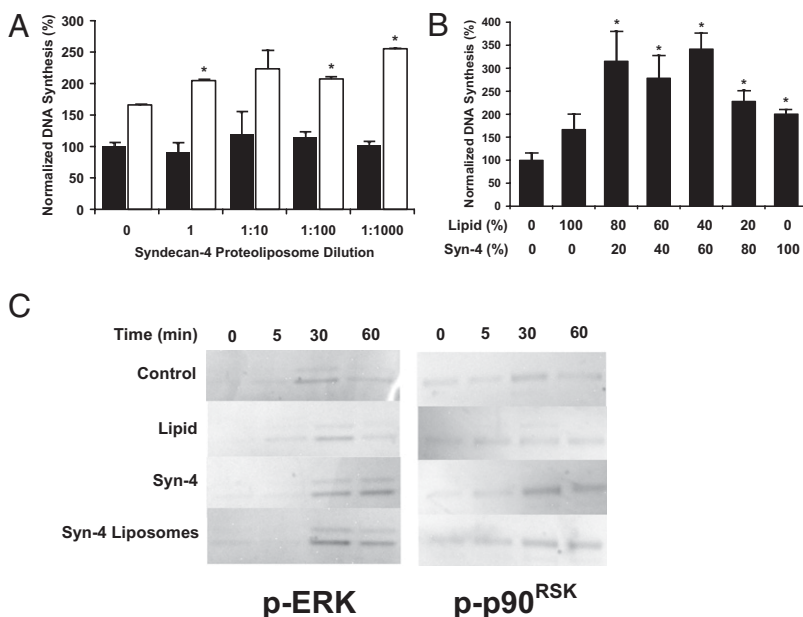 A
Normalized DNA Synthesis (%)
300
250
200
150
100
50
0
*
*
*
0 1 1:10 1:100 1:1000
Syndecan-4 Proteoliposome Dilution
B
Normalized DNA Synthesis (%)
400
350
300
250
200
150
100
50
0
*
*
*
*
*
Lipid (%) 0 100 80 60 40 20 0
Syn-4 (%) 0 0 20 40 60 80 100
C
Time (min) 0 5 30 60 0 5 30 60
Control
Lipid
Syn-4
Syn-4 Liposomes
p-ERK p-p90RSK